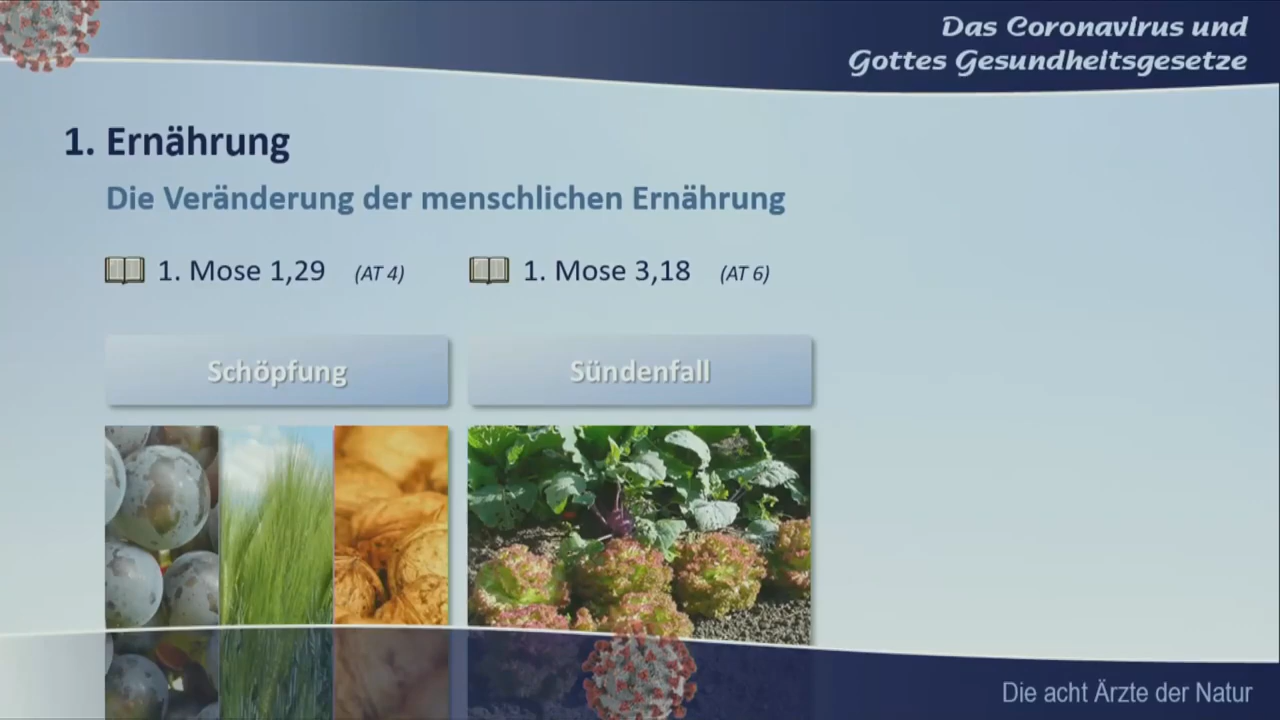 Das Coronavirus und
Gottes Gesundheitsgesetze
1. Ernährung
Die Veränderung der menschlichen Ernährung
1. Mose 1,29 (AT 4)
1. Mose 3,18 (AT 6)
Schöpfung
Sündenfall
Die acht Ärzte der Natur